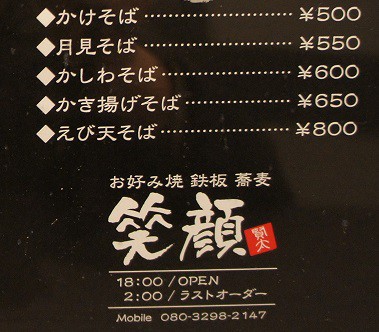 ◆かけそば……………………¥500
◆月見そば……………………¥550
◆かしわそば…………………¥600
◆かき揚げそば………………¥650
◆えび天そば…………………¥800
お好み焼 鉄板 蕎麦
笑顔
18:00/OPEN
2:00/ラストオーダー
Mobile 080-3298-2147